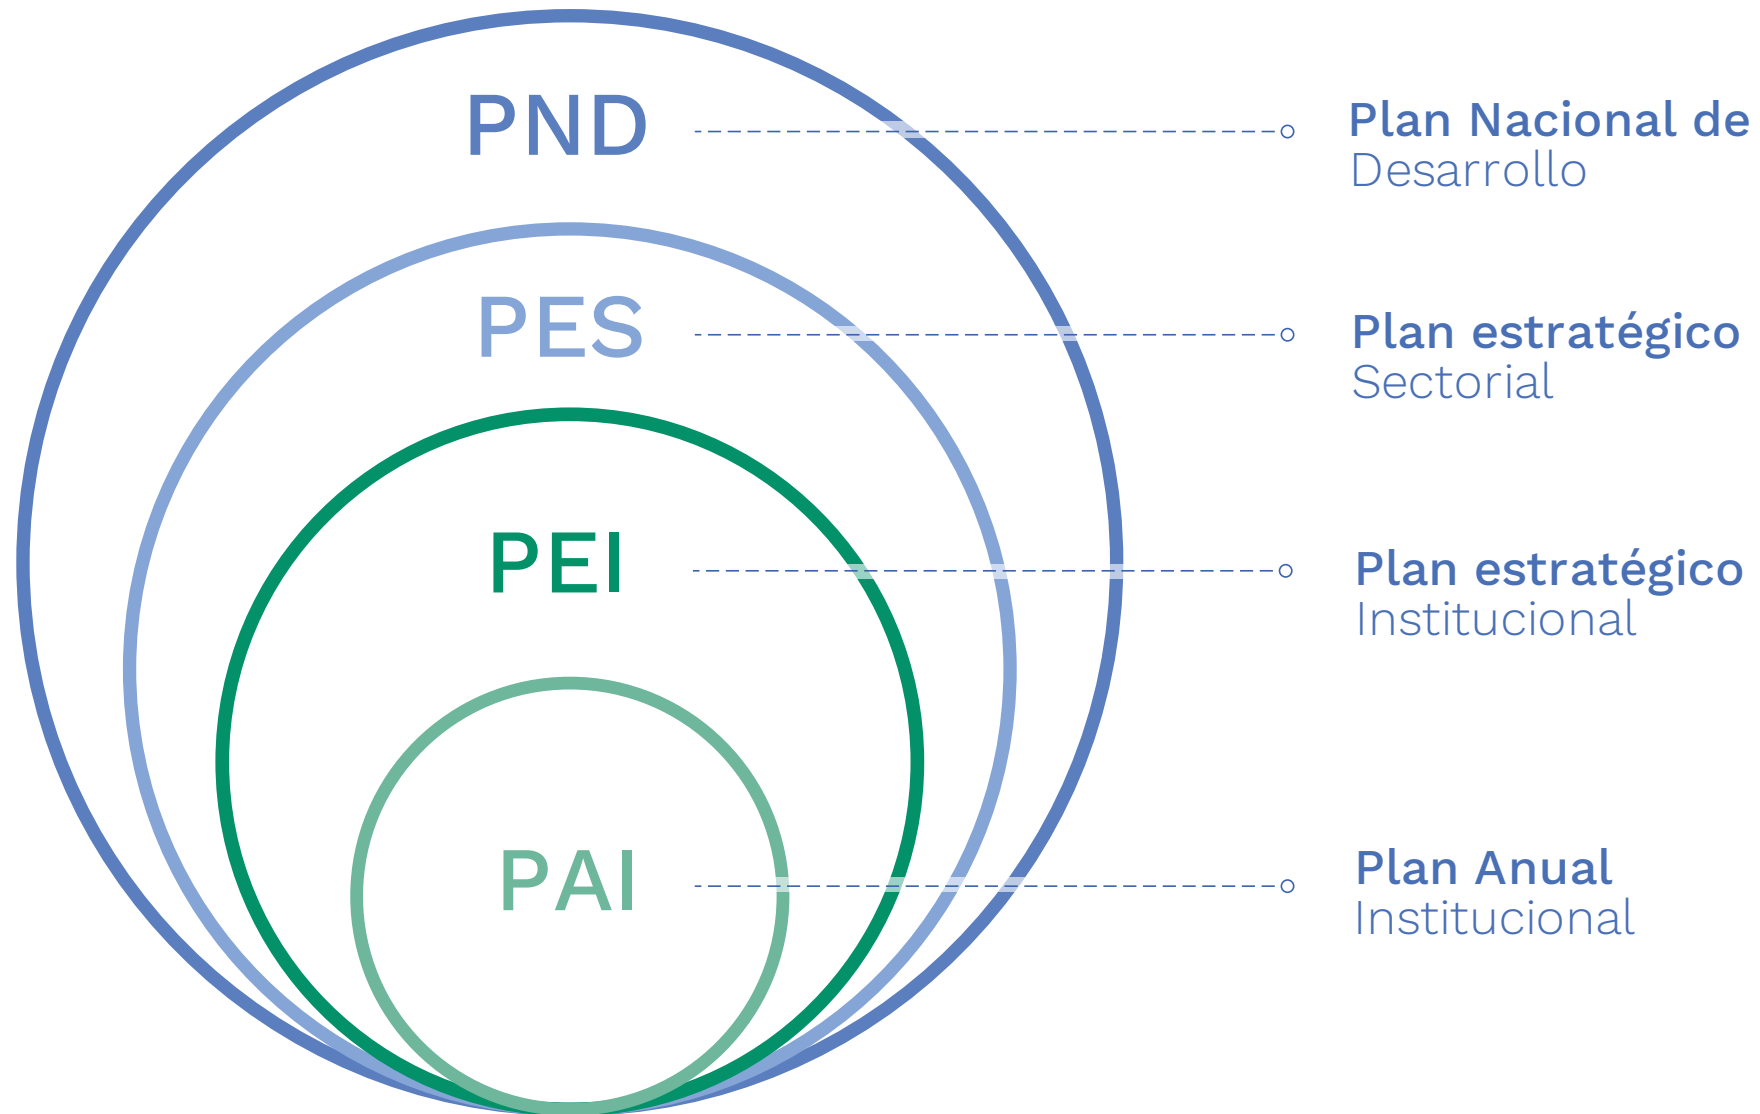 PND
Plan Nacional de
Desarrollo
PES
Plan estratégico
Sectorial
PEI
Plan estratégico
Institucional
PAI
Plan Anual
Institucional